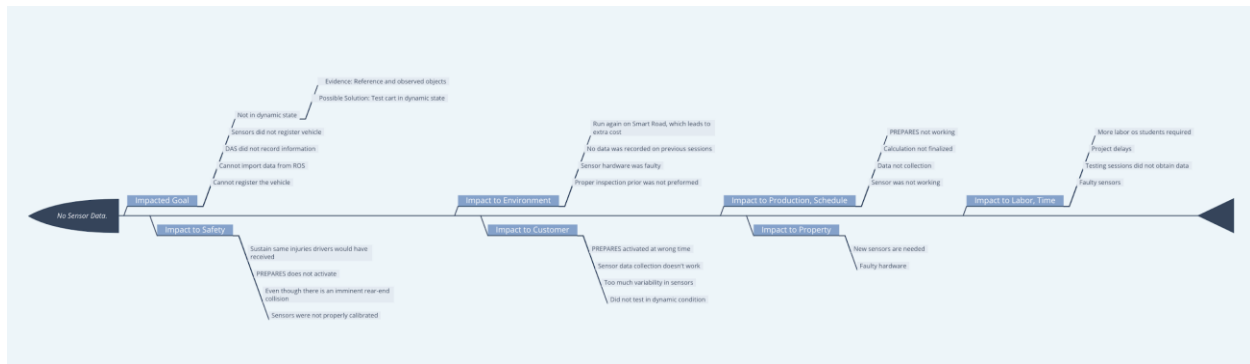 No Sensor Data.
Impacted Goal
Evidence: Reference and observed objects
Possible Solution: Test cart in dynamic state
Not in dynamic state
Sensors did not register vehicle
DAS did not record information
Cannot import data from ROS
Cannot register the vehicle
Impact to Safety
Sustain same injuries drivers would have
received
PREPARES does not activate
Even though there is an imminent rear-end
collision
Sensors were not properly calibrated
Impact to Environment
Run again on Smart Road, which leads to
extra cost
No data was recorded on previous sessions
Sensor hardware was faulty
Proper inspection prior was not preformed
Impact to Customer
PREPARES activated at wrong time
Sensor data collection doesn't work
Too much variability in sensors
Did not test in dynamic condition
Impact to Production, Schedule
PREPARES not working
Calculation not finalized
Data not collection
Sensor was not working
Impact to Property
New sensors are needed
Faulty hardware
Impact to Labor, Time
More labor as students required
Project delays
Testing sessions did not obtain data
Faulty sensors